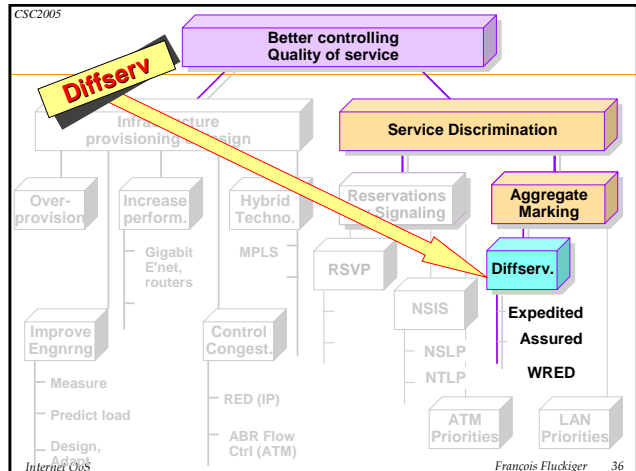 CSC2005
Better controlling
Quality of service
Diffserv
Infrastructure
provisioning & design
Service Discrimination
Over-
provision
Increase
perform.
Hybrid
Techno.
Reservations
Signaling
Aggregate
Marking
Gigabit
E'net,
routers
MPLS
RSVP
NSIS
Diffserv.
Expedited
Assured
WRED
Improve
Engnrng
Control
Congest.
NSLP
NTLP
Measure
Predict load
Design,
Adapt
RED (IP)
ABR Flow
Ctrl (ATM)
ATM
Priorities
LAN
Priorities
Internet QoS
François Fluckiger 36